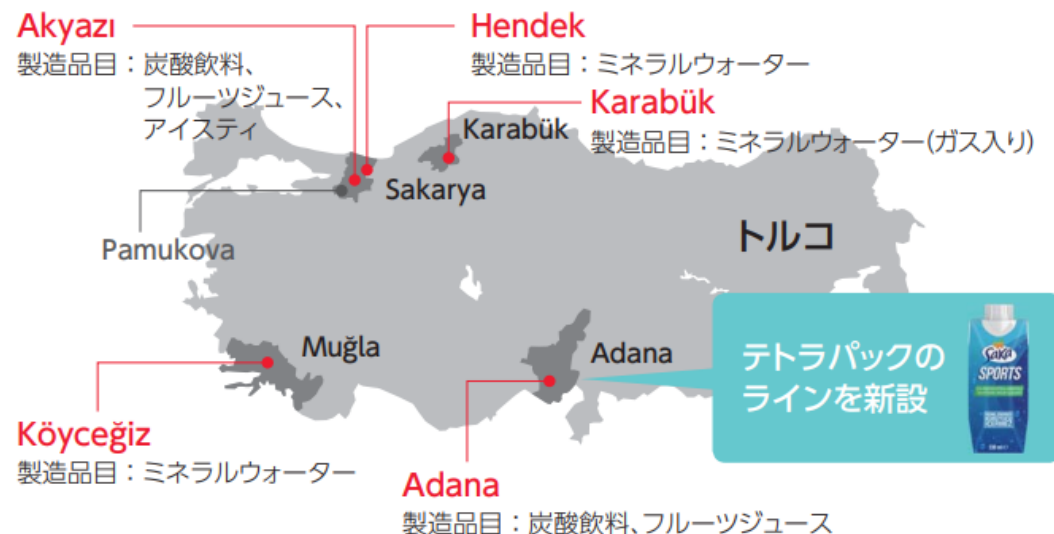 Akyazı
製造品目：炭酸飲料、
フルーツジュース、
アイスティ
Hendek
製造品目：ミネラルウォーター
Karabük
製造品目：ミネラルウォーター(ガス入り)
Karabük
Sakarya
Pamukova
トルコ
Muğla
Adana
テトラパックの
ラインを新設
Saka
SPORTS
Köyceğiz
製造品目：ミネラルウォーター
Adana
製造品目：炭酸飲料、フルーツジュース